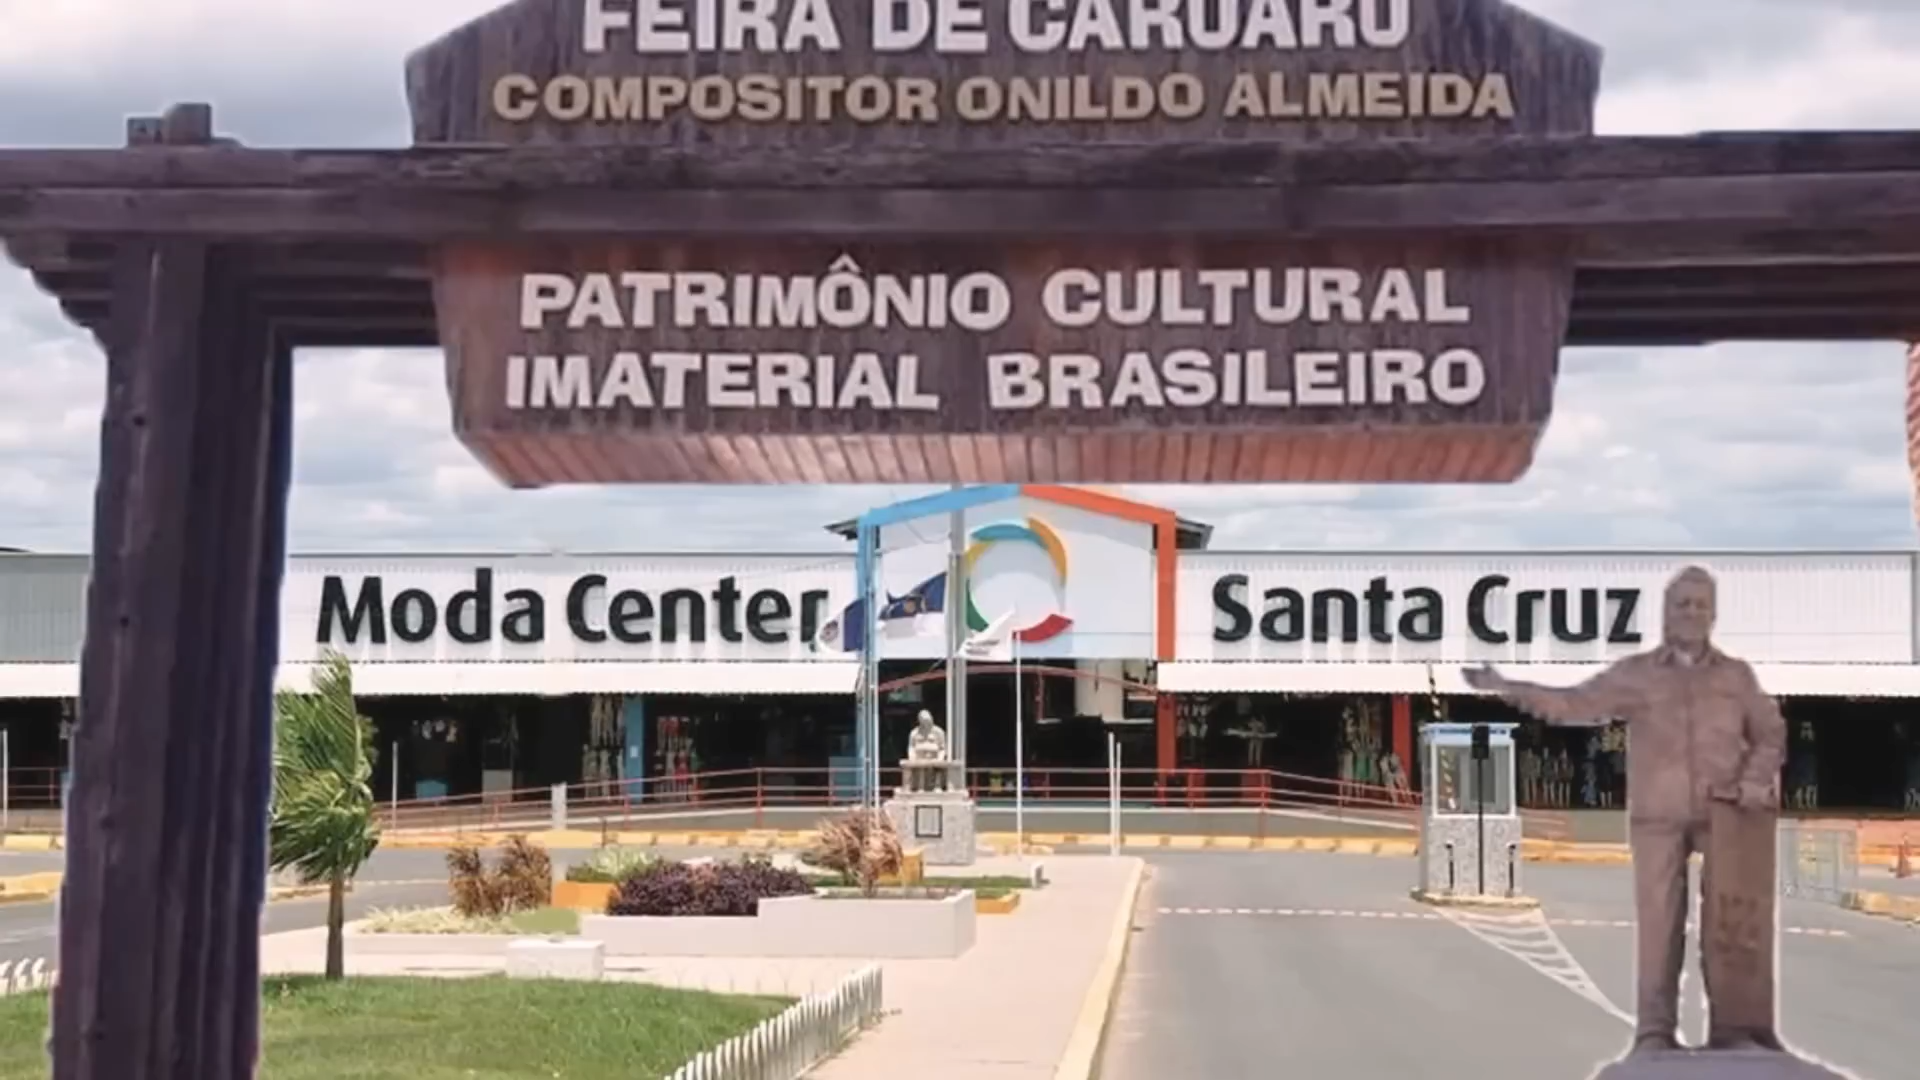 FEIRA DE CARUARU
COMPOSITOR ONILDO ALMEIDA
PATRIMÔNIO CULTURAL
IMATERIAL BRASILEIRO
Moda Center
Santa Cruz